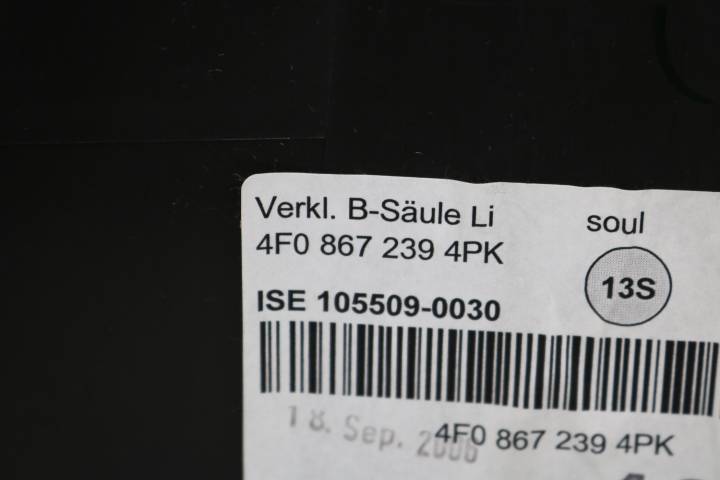 Verkl. B-Säule Li
4F0 867 239 4PK
soul
13S
ISE 105509-0030
18. Sep. 2006
4F0 867 239 4PK